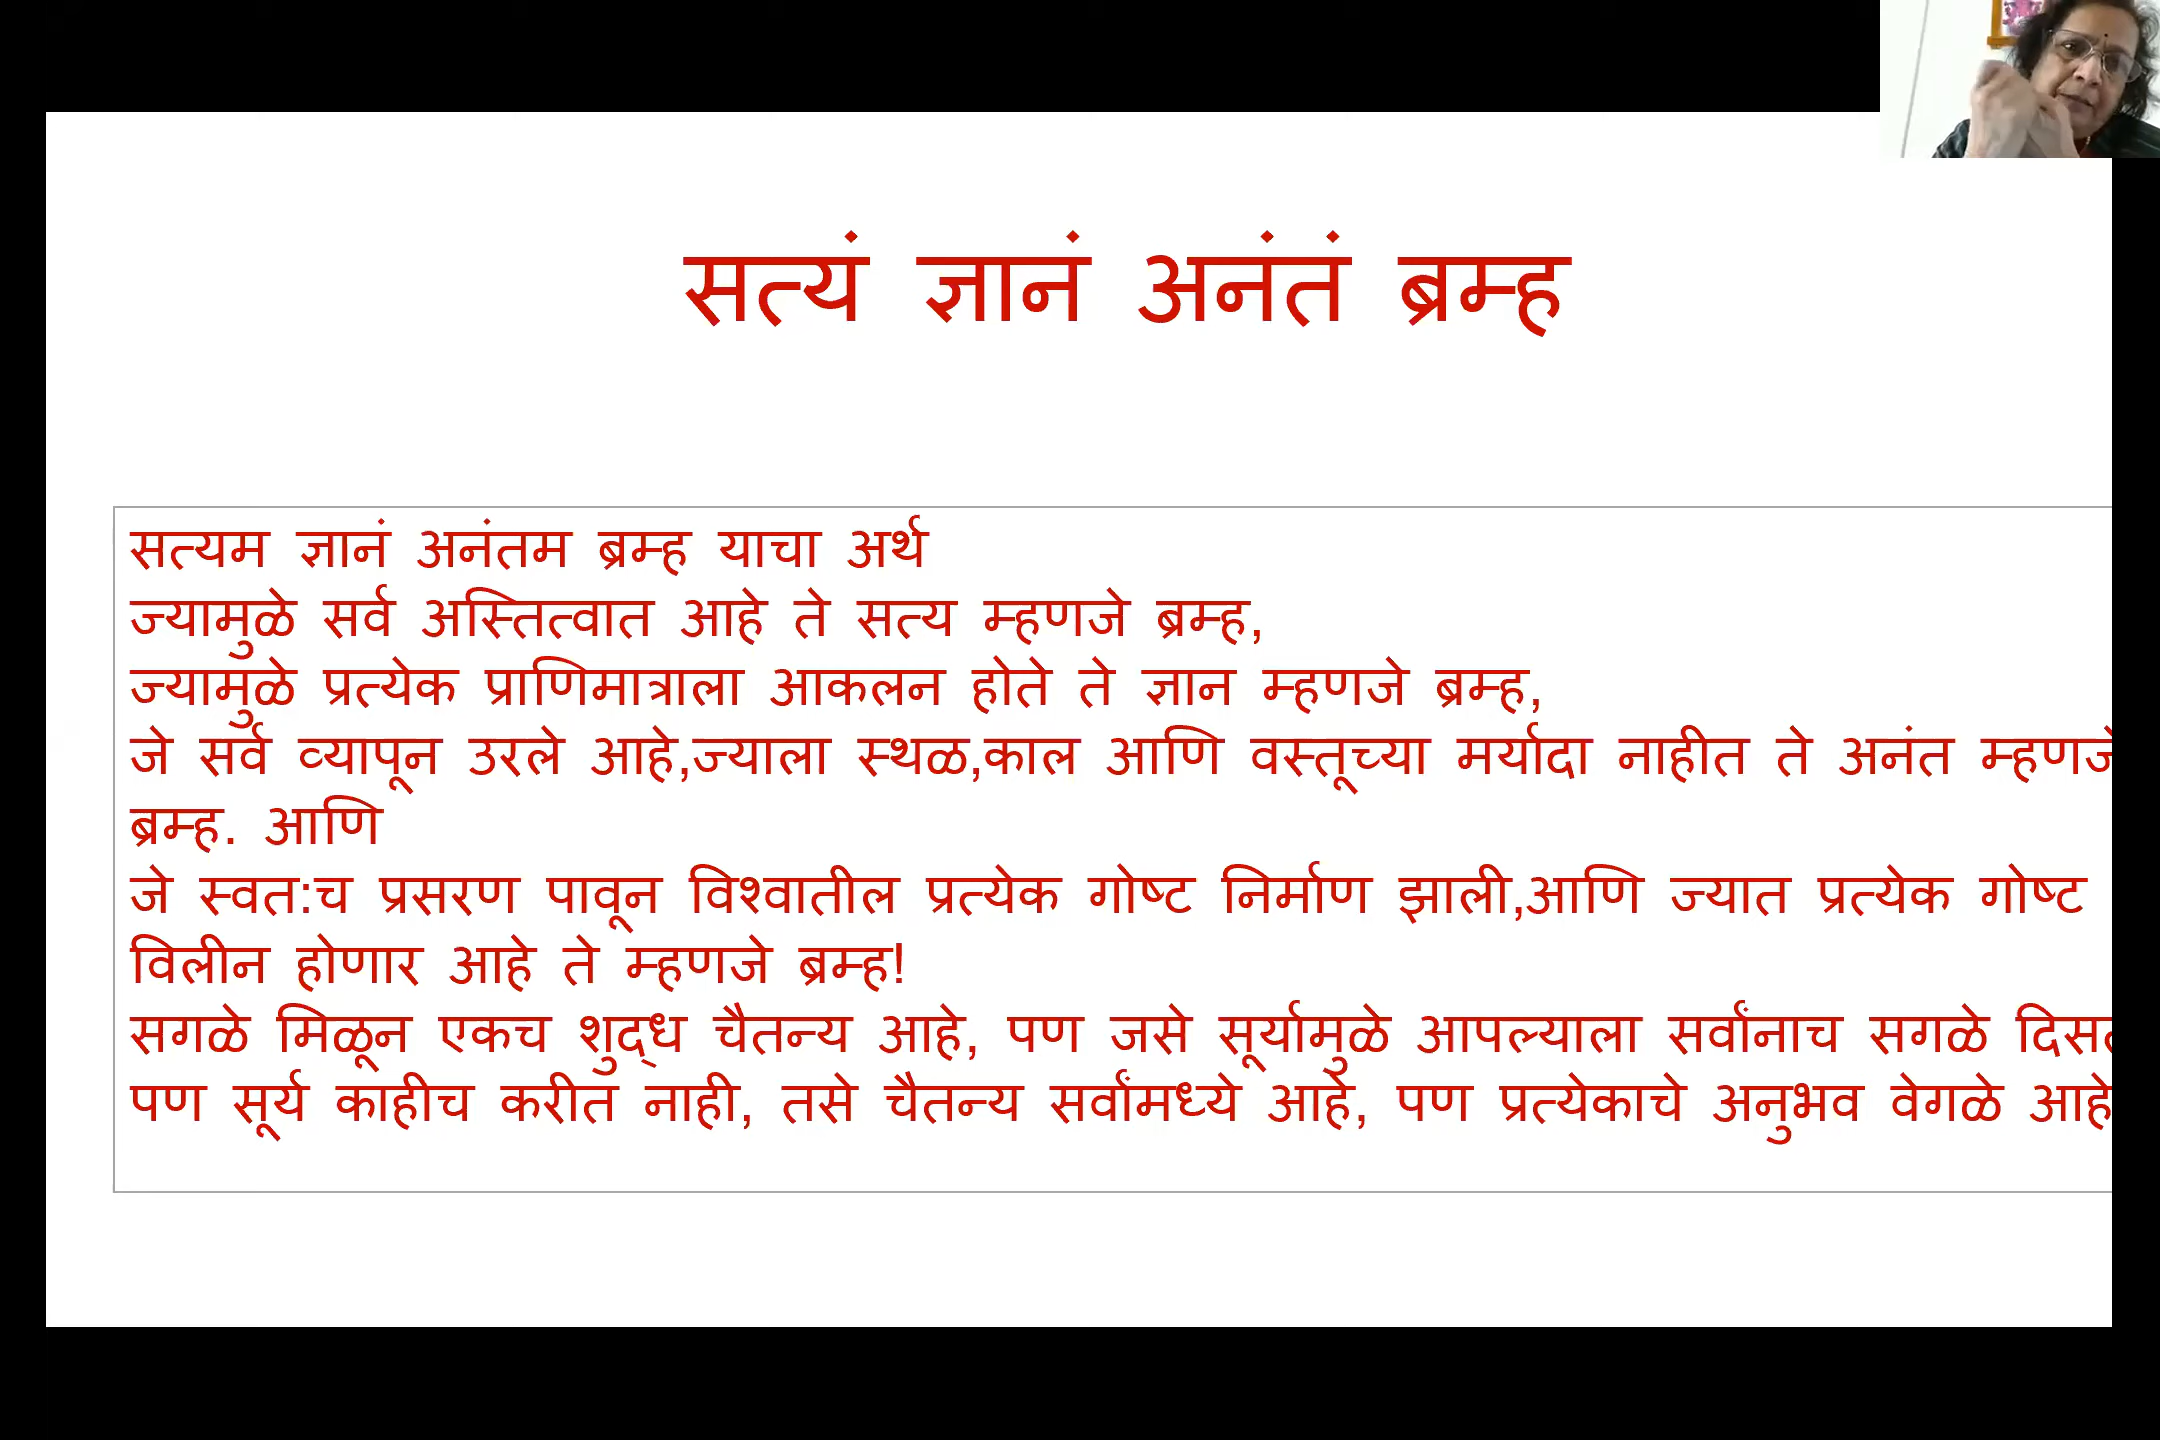 सत्यं ज्ञानं अनंतं ब्रम्ह
सत्यम ज्ञानं अनंतम ब्रम्ह याचा अर्थ
ज्यामुळे सर्व अस्तित्वात आहे ते सत्य म्हणजे ब्रम्ह,
ज्यामुळे प्रत्येक प्राणिमात्राला आकलन होते ते ज्ञान म्हणजे ब्रम्ह,
जे सर्व व्यापून उरले आहे,ज्याला स्थळ,काल आणि वस्तूच्या मर्यादा नाहीत ते अनंत म्हणजे
ब्रम्ह. आणि
जे स्वत:च प्रसरण पावून विश्वातील प्रत्येक गोष्ट निर्माण झाली,आणि ज्यात प्रत्येक गोष्ट
विलीन होणार आहे ते म्हणजे ब्रम्ह!
सगळे मिळून एकच शुद्ध चैतन्य आहे, पण जसे सूर्यामुळे आपल्याला सर्वांनाच सगळे
पण सूर्य काहीच करीत नाही, तसे चैतन्य सर्वांमध्ये आहे, पण प्रत्येकाचे अनुभव वेगळे